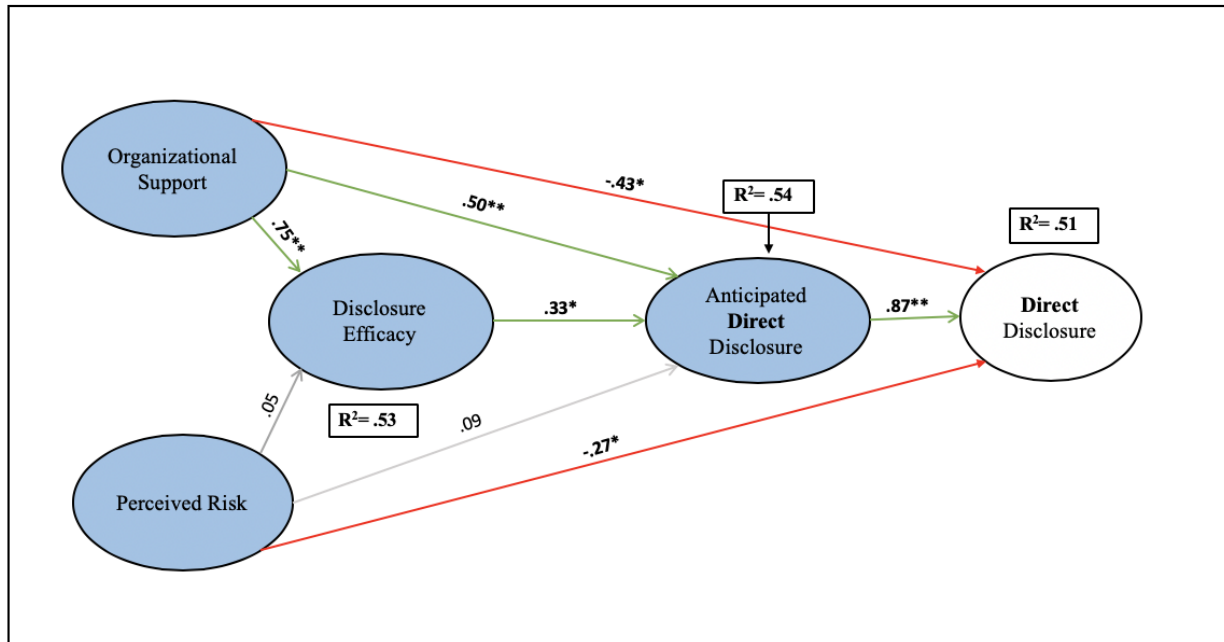 Organizational
Support
-.43*
.50**
R²= .54
R²= .51
.75**
Disclosure
Efficacy
.33*
Anticipated
Direct
Disclosure
.87**
Direct
Disclosure
.05
R²= .53
.09
-.27*
Perceived Risk